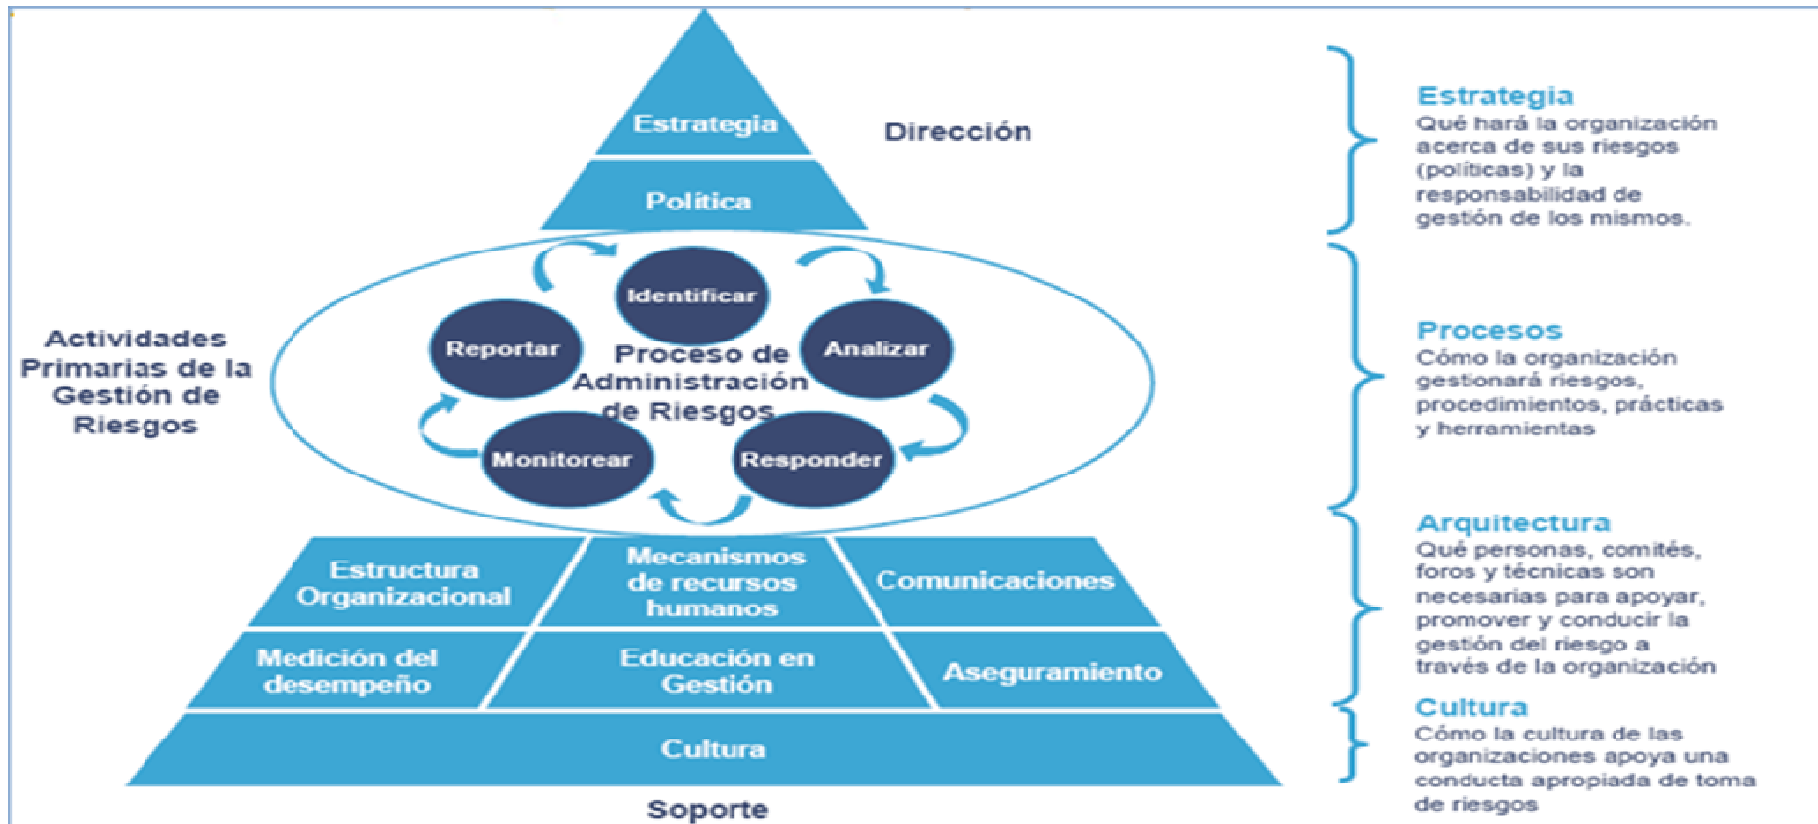 Estrategia
Política
Dirección
Actividades
Primarias de la
Gestión de
Riesgos
Identificar
Analizar
Responder
Monitorear
Reportar
Proceso de
Administración
de Riesgos
Estructura
Organizacional
Mecanismos
de recursos
humanos
Comunicaciones
Medición del
desempeño
Educación en
Gestión
Aseguramiento
Cultura
Soporte
Estrategia
Qué hará la organización
acerca de sus riesgos
(políticas) y la
responsabilidad de
gestión de los mismos.
Procesos
Cómo la organización
gestionará riesgos,
procedimientos, prácticas
y herramientas
Arquitectura
Qué personas, comités,
foros y técnicas son
necesarias para apoyar,
promover y conducir la
gestión del riesgo a
través de la organización
Cultura
Cómo la cultura de las
organizaciones apoya una
conducta apropiada de toma
de riesgos